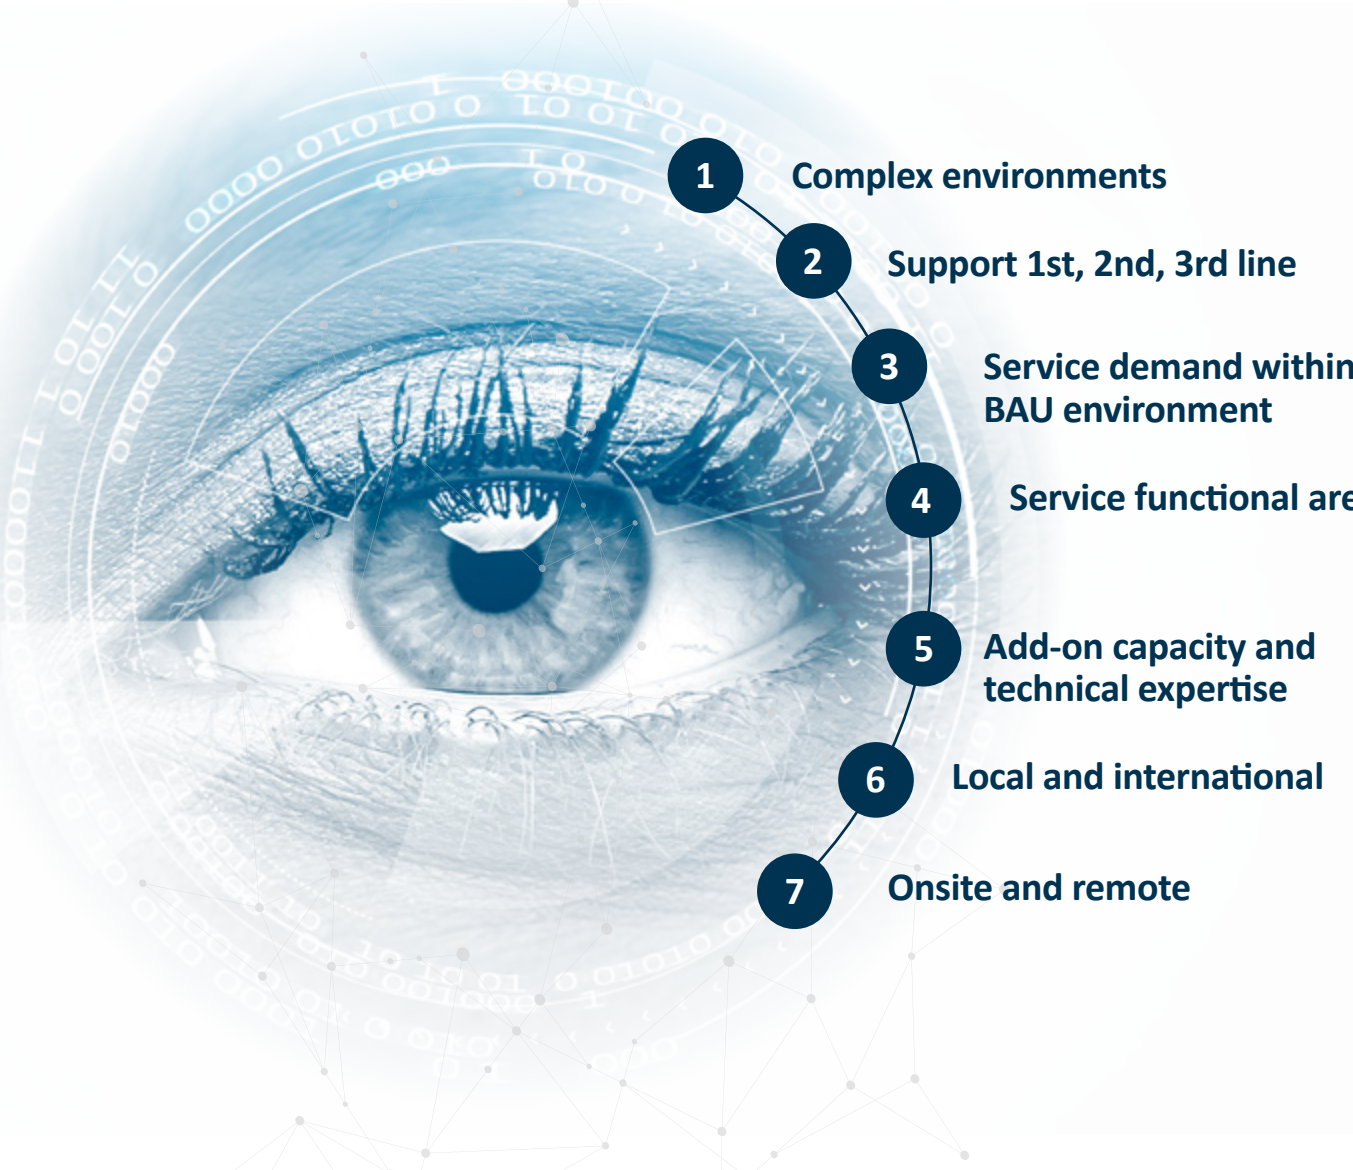 1 Complex environments
2 Support 1st, 2nd, 3rd line
3 Service demand within
BAU environment
4 Service functional are
5 Add-on capacity and
technical expertise
6 Local and international
7 Onsite and remote